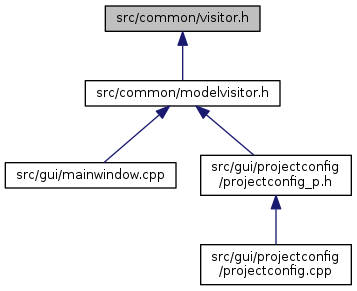 src/common/visitor.h
src/common/modelvisitor.h
src/gui/mainwindow.cpp
src/gui/projectconfig
/projectconfig_p.h
src/gui/projectconfig
/projectconfig.cpp